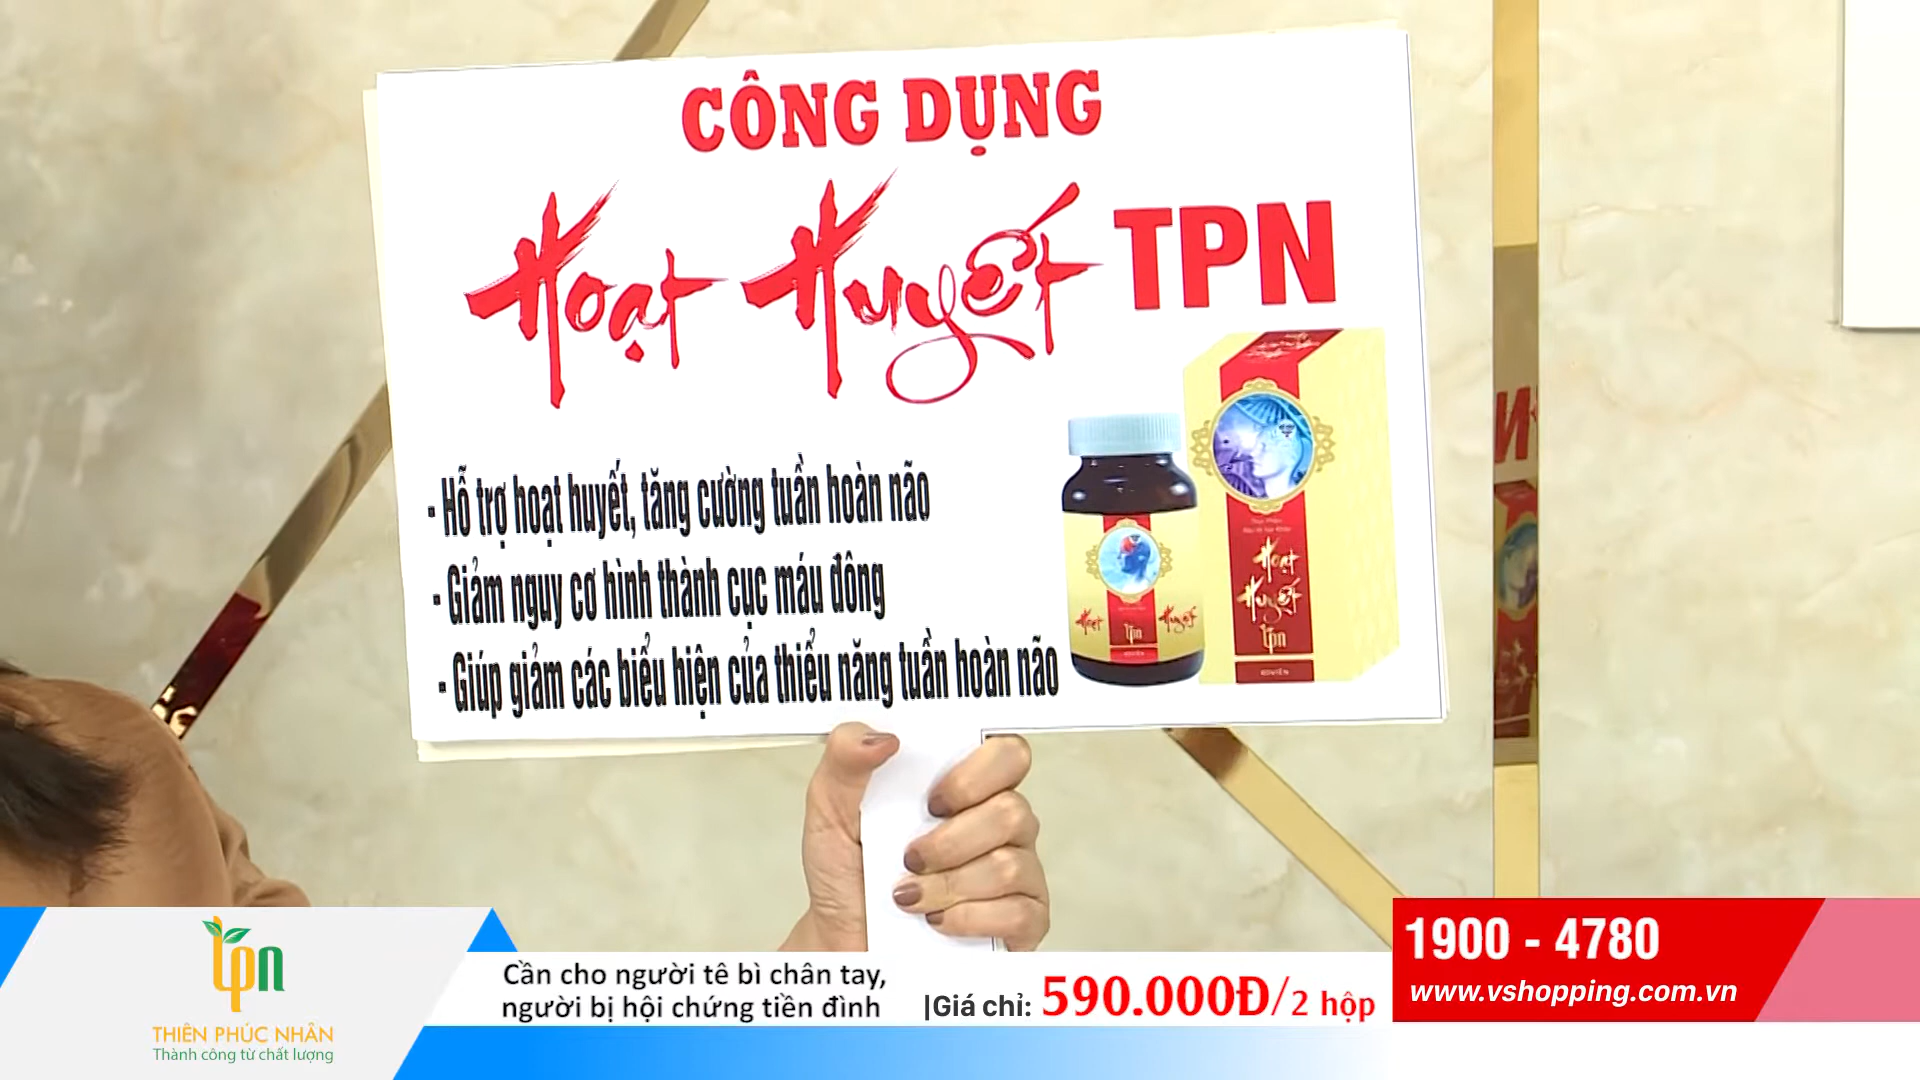 CÔNG DỤNG
Hoạt Huyết TPN
- Hỗ trợ hoạt huyết, tăng cường tuần hoàn não
- Giảm nguy cơ hình thành cục máu đông
- Giúp giảm các biểu hiện của thiểu năng tuần hoàn não
Hoạt
Huyết
tpn
Hoạt Huyết
tpn
tpn
THIÊN PHÚC NHÂN
Thành công từ chất lượng
Cần cho người tê bì chân tay,
người bị hội chứng tiền đình
|Giá chỉ: 590.000Đ/2 hộp
1900 - 4780
www.vshopping.com.vn